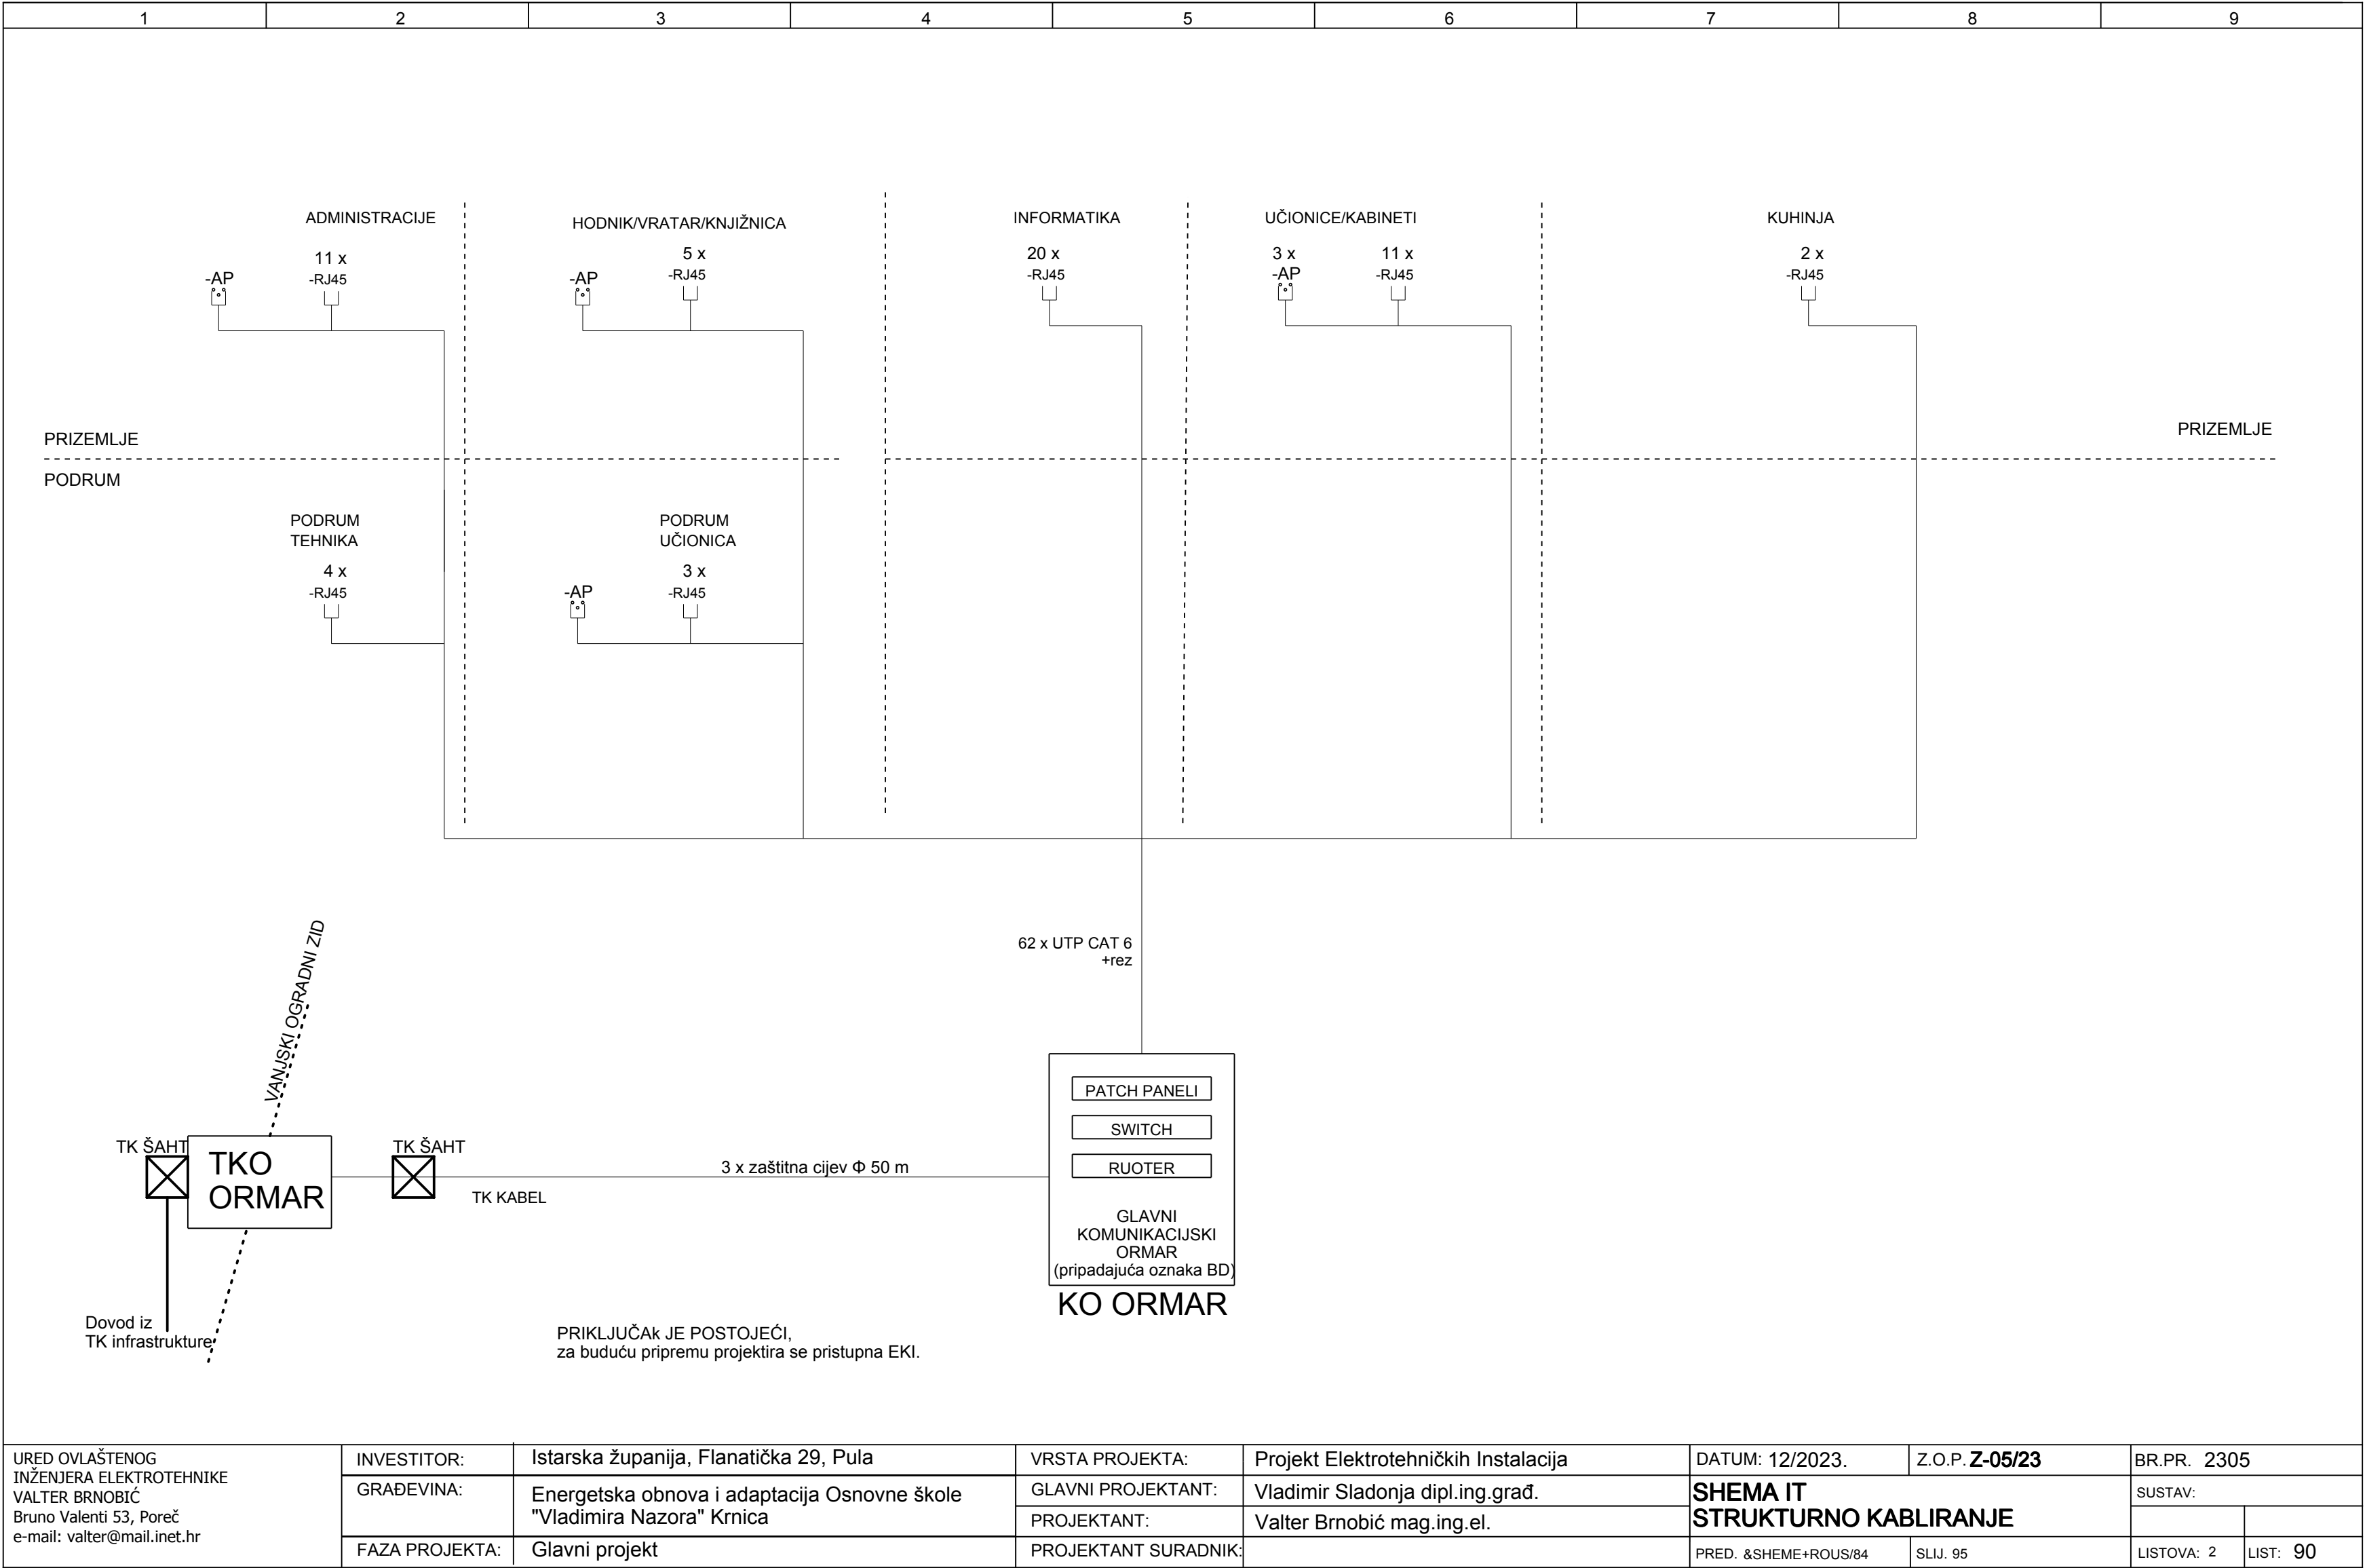 1 2 3 4 5 6 7 8 9
ADMINISTRACIJE
11 x
-AP
-RJ45
HODNIK/VRATAR/KNJIŽNICA
5 x
-AP
-RJ45
INFORMATIKA
20 x
-RJ45
UČIONICE/KABINETI
3 x
-AP
11 x
-RJ45
KUHINJA
2 x
-RJ45
PRIZEMLJE
PRIZEMLJE
PODRUM
PODRUM
TEHNIKA
4 x
-RJ45
PODRUM
UČIONICA
3 x
-AP
-RJ45
62 x UTP CAT 6
+rez
VANJSKI OGRADNI ZID
TK ŠAHT
TKO
ORMAR
TK ŠAHT
3 x zaštitna cijev Φ 50 m
TK KABEL
PATCH PANELI
SWITCH
RUOTER
GLAVNI
KOMUNIKACIJSKI
ORMAR
(pripadajuća oznaka BD)
KO ORMAR
Dovod iz
TK infrastrukture
PRIKLJUČAk JE POSTOJEĆI,
za buduću pripremu projektira se pristupna EKI.
URED OVLAŠTENOG
INŽENJERA ELEKTROTEHNIKE
VALTER BRNOBIĆ
Bruno Valenti 53, Poreč
e-mail: valter@mail.inet.hr
INVESTITOR: Istarska županija, Flanatička 29, Pula
GRAĐEVINA: Energetska obnova i adaptacija Osnovne škole
"Vladimira Nazora" Krnica
FAZA PROJEKTA: Glavni projekt
VRSTA PROJEKTA: Projekt Elektrotehničkih Instalacija
GLAVNI PROJEKTANT: Vladimir Sladonja dipl.ing.građ.
PROJEKTANT: Valter Brnobić mag.ing.el.
PROJEKTANT SURADNIK:
DATUM: 12/2023.
Z.O.P. Z-05/23
BR.PR. 2305
SHEMA IT
STRUKTURNO KABLIRANJE
SUSTAV:
PRED. &SHEME+ROUS/84
SLIJ. 95
LISTOVA: 2
LIST: 90